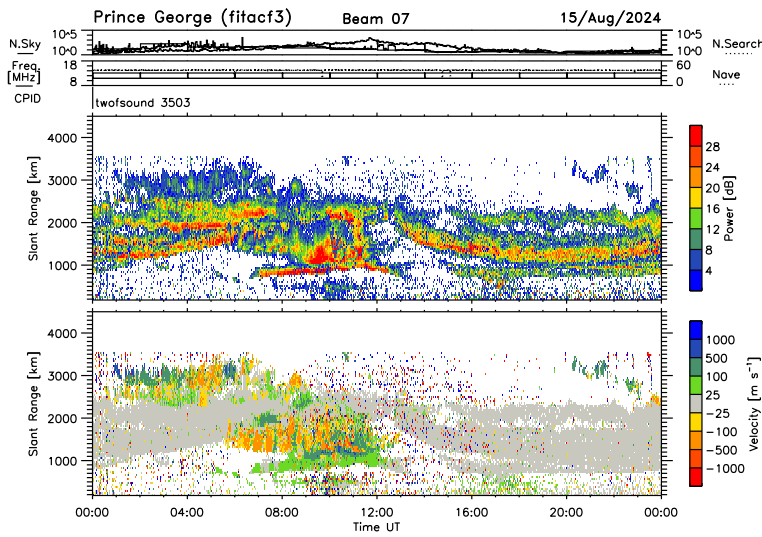 Prince George (fitacf3) Beam 07 15/Aug/2024
N.Sky 10+5 10+0 10+5 10+0 N.Search
Freq. [MHz] 18 8 60 0 Nave
CPID twofsound 3503
Slant Range [km] 4000 3000 2000 1000
Power [dB] 28 24 20 16 12 8 4
Slant Range [km] 4000 3000 2000 1000
Velocity [m s⁻¹] 1000 500 100 25 −25 −100 −500 −1000
00:00 04:00 08:00 12:00 16:00 20:00 00:00
Time UT